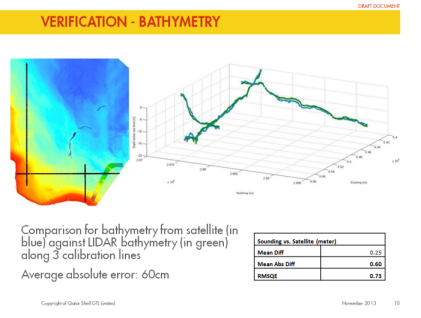 DRAFT DOCUMENT
VERIFICATION - BATHYMETRY
Comparison for bathymetry from satellite (in
blue) against LIDAR bathymetry (in green)
along 3 calibration lines
Average absolute error: 60cm
Sounding vs. Satellite (meter)
Mean Diff 0.25
Mean Abs Diff 0.60
RMSQE 0.73
Copyright of Qatar Shell GTL Limited
November 2013
10